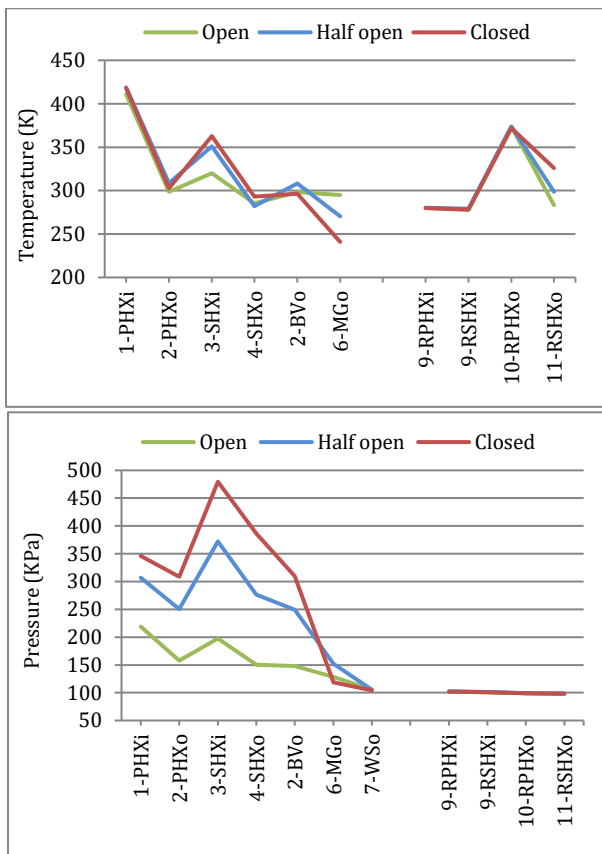 Open Half open Closed
450
400
350
300
250
200
Temperature (K)
1-PHXi
2-PHXo
3-SHXi
4-SHXo
2-BVo
6-MGo
9-RPHXi
9-RSHXi
10-RPHXo
11-RSHXo
Open Half open Closed
500
450
400
350
300
250
200
150
100
50
Pressure (KPa)
1-PHXi
2-PHXo
3-SHXi
4-SHXo
2-BVo
6-MGo
7-WSo
9-RPHXi
9-RSHXi
10-RPHXo
11-RSHXo